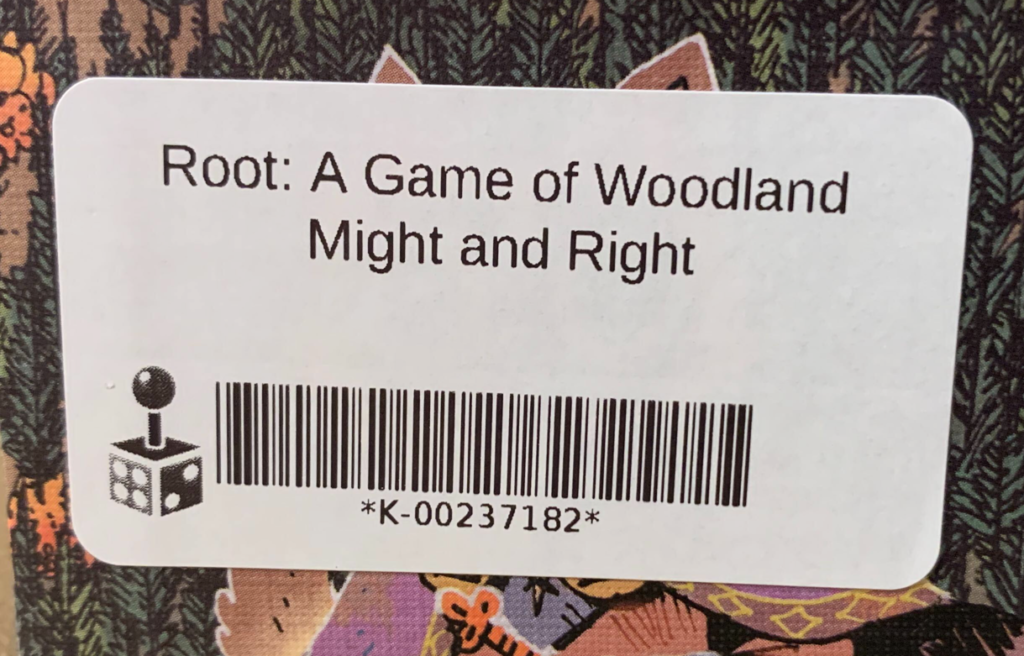 Root: A Game of Woodland
Might and Right
*K-00237182*